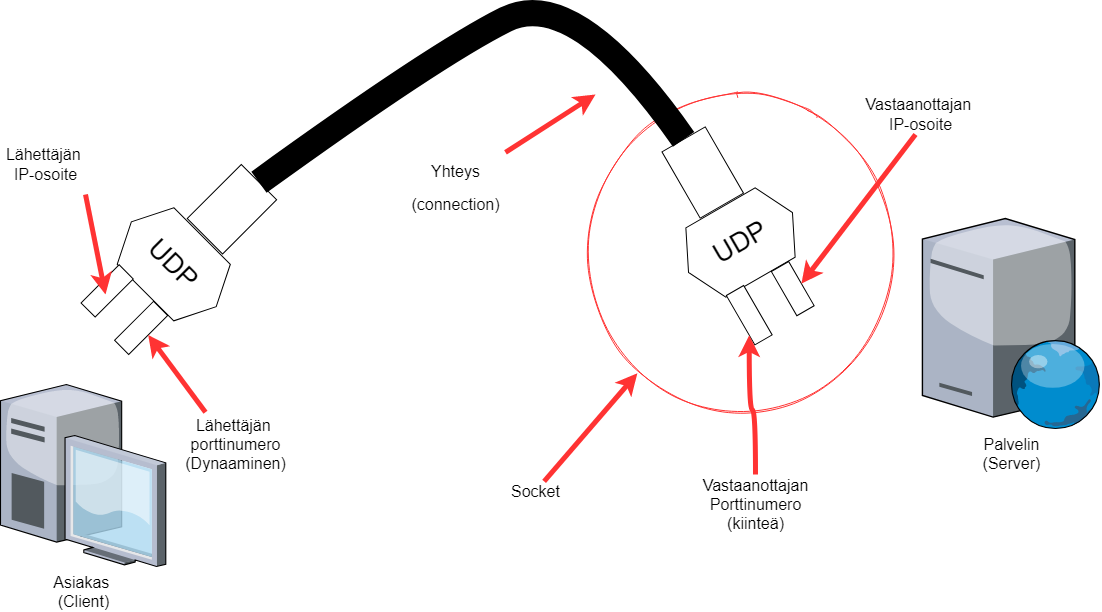 Vastaanottajan
IP-osoite
Lähettäjän
IP-osoite
Yhteys
(connection)
UDP
UDP
Lähettäjän
porttinumero
(Dynaaminen)
Socket
Vastaanottajan
Porttinumero
(kiinteä)
Palvelin
(Server)
Asiakas
(Client)